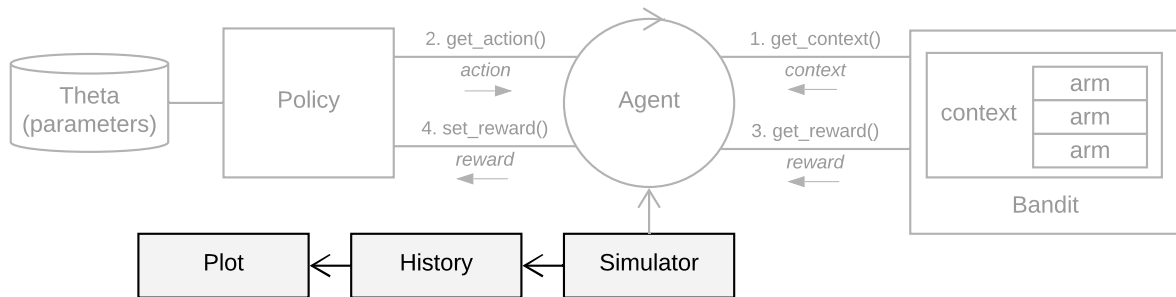 2. get_action()
1. get_context()
action
context
Theta
(parameters)
Policy
Agent
context
arm
arm
arm
4. set_reward()
3. get_reward()
reward
reward
Bandit
Plot
History
Simulator